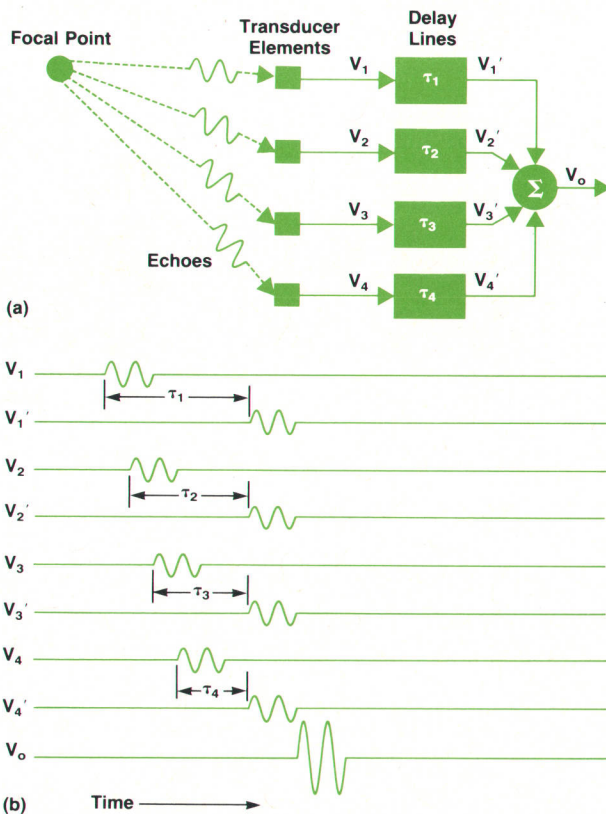 Focal Point
Transducer
Elements
Delay
Lines
V1
τ1
V1′
V2
τ2
V2′
Σ
Vo
V3
τ3
V3′
Echoes
V4
τ4
V4′
(a)
V1
τ1
V1′
V2
τ2
V2′
V3
τ3
V3′
V4
τ4
V4′
Vo
(b)
Time